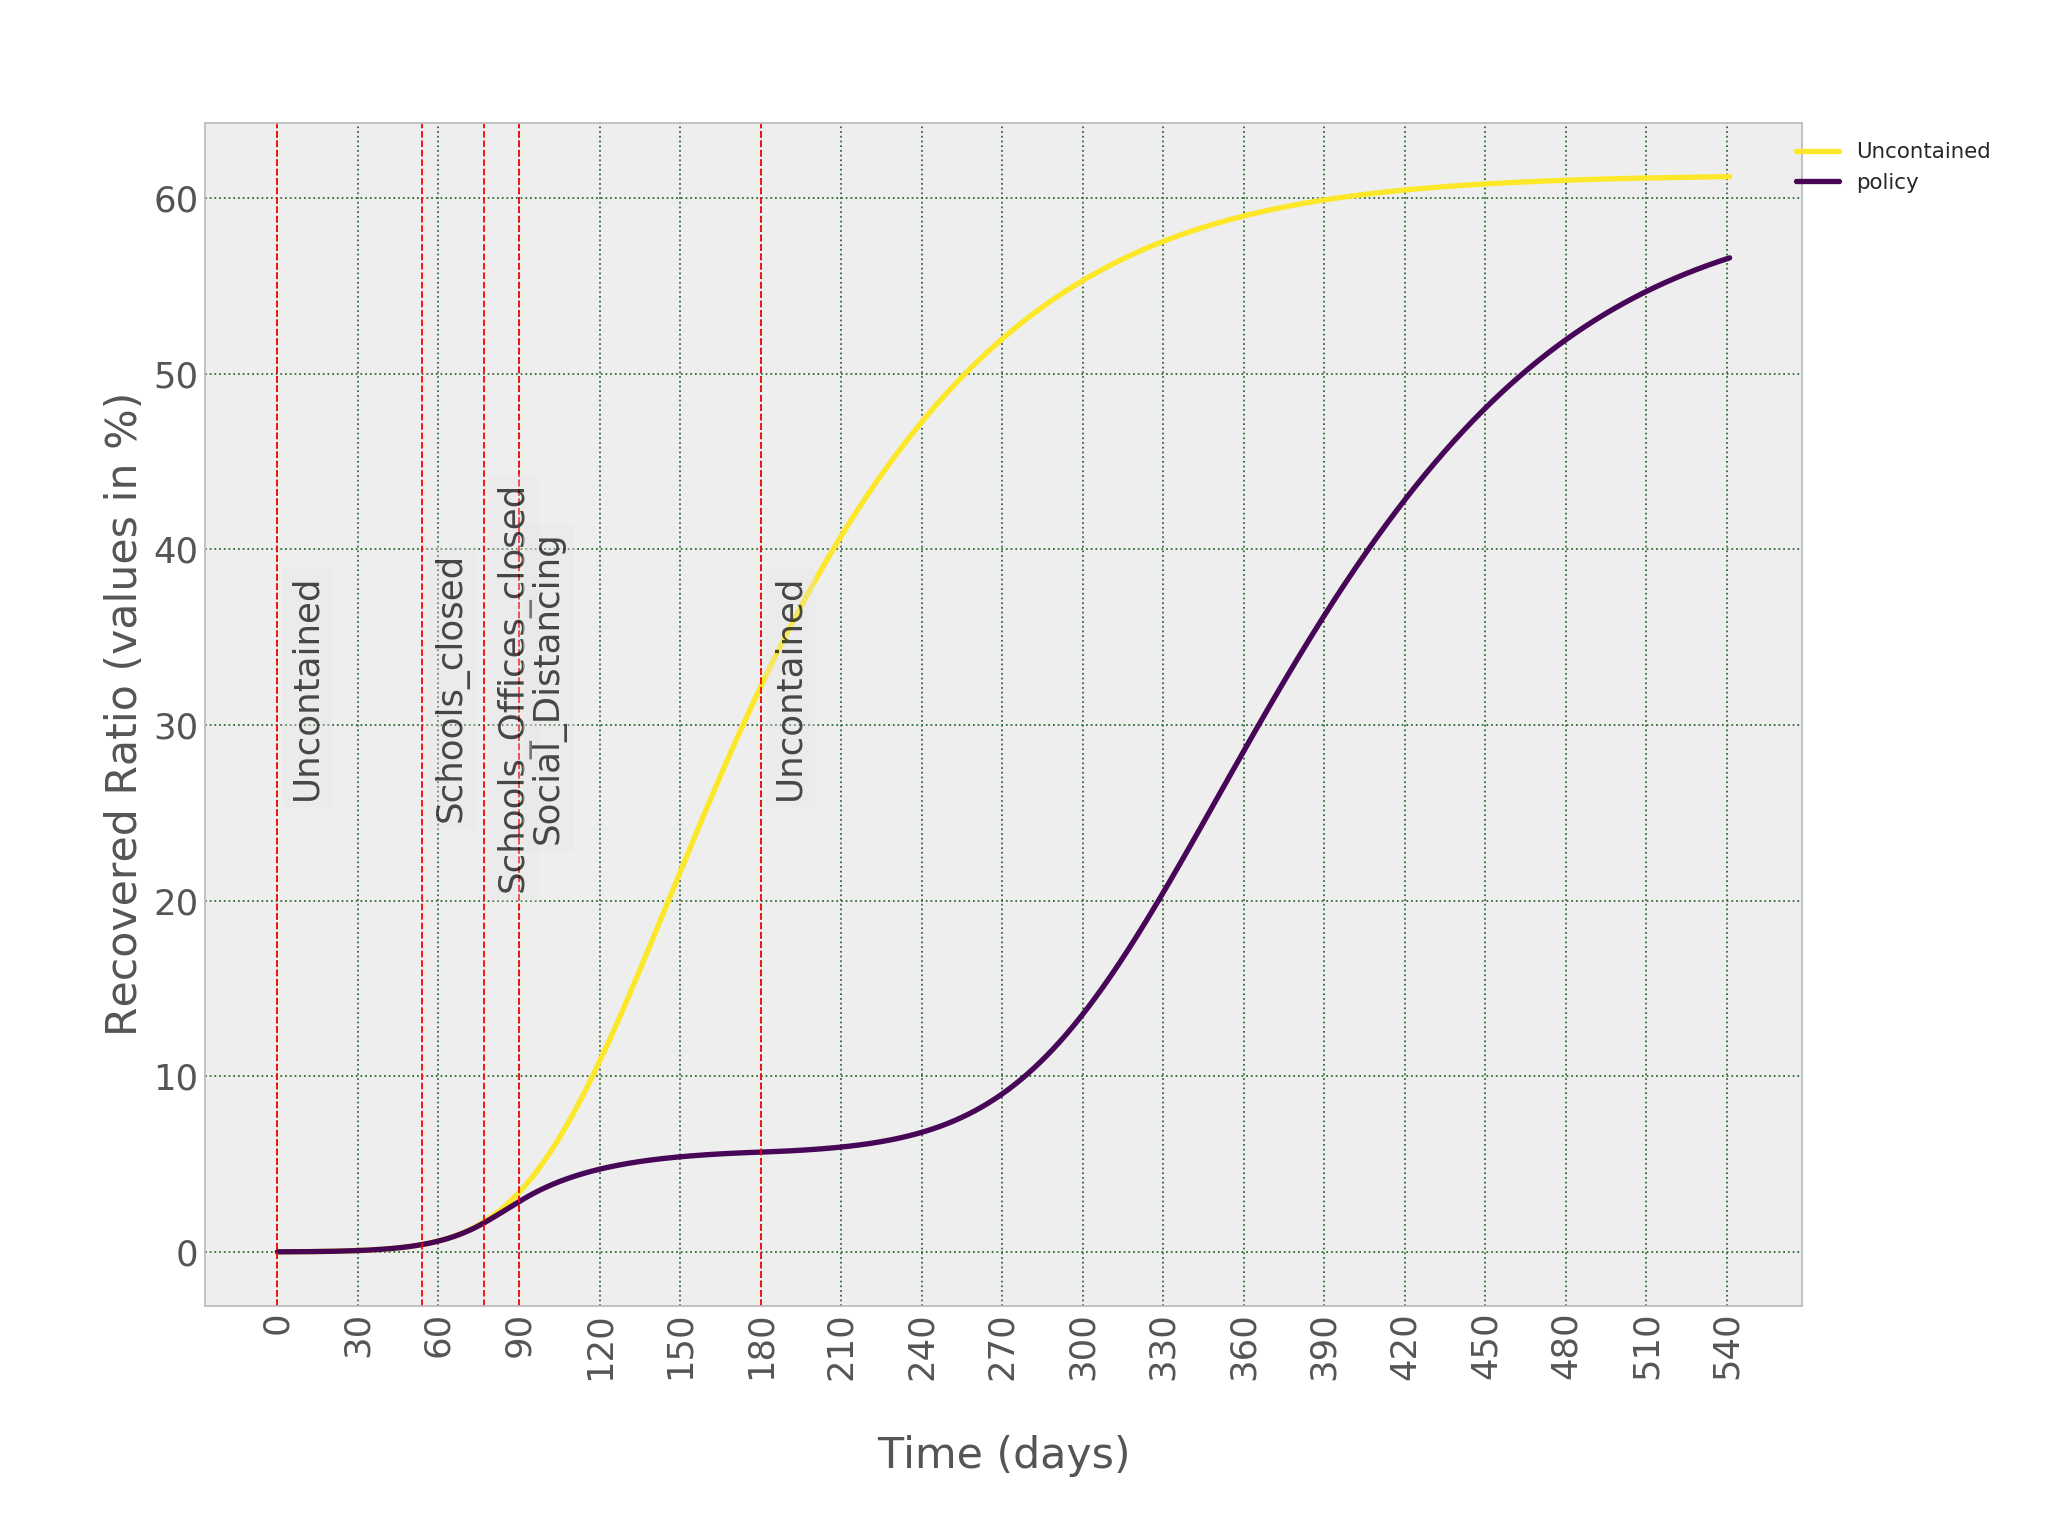 Uncontained
policy
Recovered Ratio (values in %)
60
50
40
30
20
10
0
Uncontained
Schools_closed
Schools_Offices_closed
Social_Distancing
Uncontained
0
30
60
90
120
150
180
210
240
270
300
330
360
390
420
450
480
510
540
Time (days)